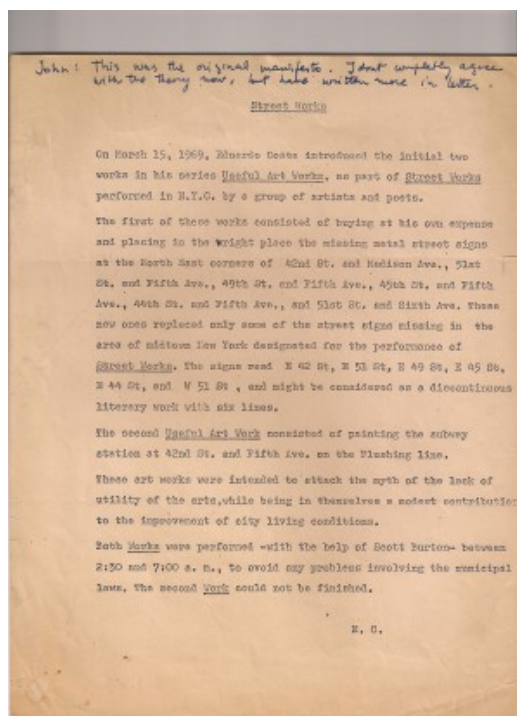 John: This was the original manifesto. I dont completely agree
with the theory now, but have written more in letter.
Street Works
On March 15, 1969, Eduardo Costa introduced the initial two
works in his series Useful Art Works, as part of Street Works
performed in N.Y.C. by a group of artists and poets.
The first of these works consisted of buying at his own expense
and placing in the wright place the missing metal street signs
at the North East corners of 42nd St. and Madison Ave., 51st
St. and Fifth Ave., 49th St. and Fifth Ave., 45th St. and Fifth
Ave., 44th St. and Fifth Ave., and 51st St. and Sixth Ave. These
new ones replaced only some of the street signs missing in the
area of midtown New York designated for the performance of
Street Works. The signs read E 42 St, E 51 St, E 49 St, E 45 St,
E 44 St, and W 51 St , and might be considered as a discontinuous
literary work with six lines.
The second Useful Art Work consisted of painting the subway
station at 42nd St. and Fifth Ave. on the Flushing line.
These art works were intended to attack the myth of the lack of
utility of the arts,while being in themselves a modest contribution
to the improvement of city living conditions.
Both Works were performed -with the help of Scott Burton- between
2:30 and 7:00 a. m., to avoid any problems involving the municipal
laws. The second Work could not be finished.
E. C.